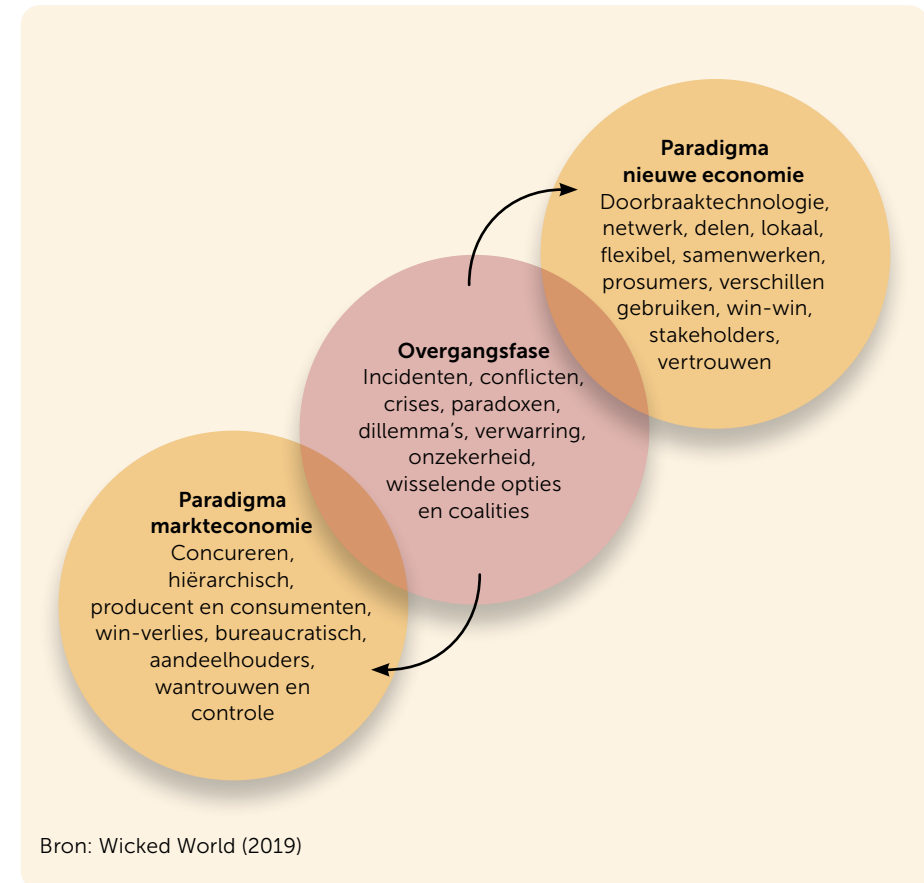 Paradigma
nieuwe economie
Doorbraaktechnologie,
netwerk, delen, lokaal,
flexibel, samenwerken,
prosumers, verschillen
gebruiken, win-win,
stakeholders,
vertrouwen
Overgangsfase
Incidenten, conflicten,
crises, paradoxen,
dillemma's, verwarring,
onzekerheid,
wisselende opties
en coalities
Paradigma
markteconomie
Concureren,
hiërarchisch,
producent en consumenten,
win-verlies, bureaucratisch,
aandeelhouders,
wantrouwen en
controle
Bron: Wicked World (2019)